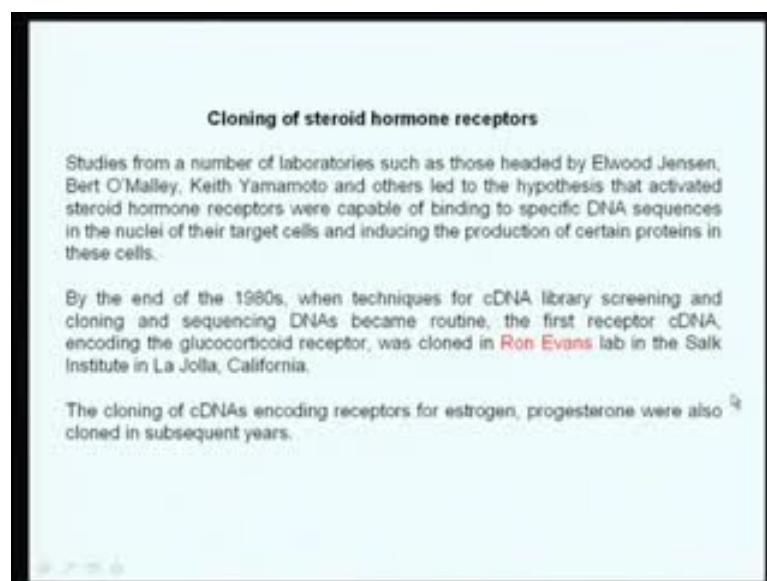 Cloning of steroid hormone receptors
Studies from a number of laboratories such as those headed by Elwood Jensen,
Bert O'Malley, Keith Yamamoto and others led to the hypothesis that activated
steroid hormone receptors were capable of binding to specific DNA sequences
in the nuclei of their target cells and inducing the production of certain proteins in
these cells.
By the end of the 1980s, when techniques for cDNA library screening and
cloning and sequencing DNAs became routine, the first receptor cDNA,
encoding the glucocorticoid receptor, was cloned in Ron Evans lab in the Salk
Institute in La Jolla, California.
The cloning of cDNAs encoding receptors for estrogen, progesterone were also
cloned in subsequent years.